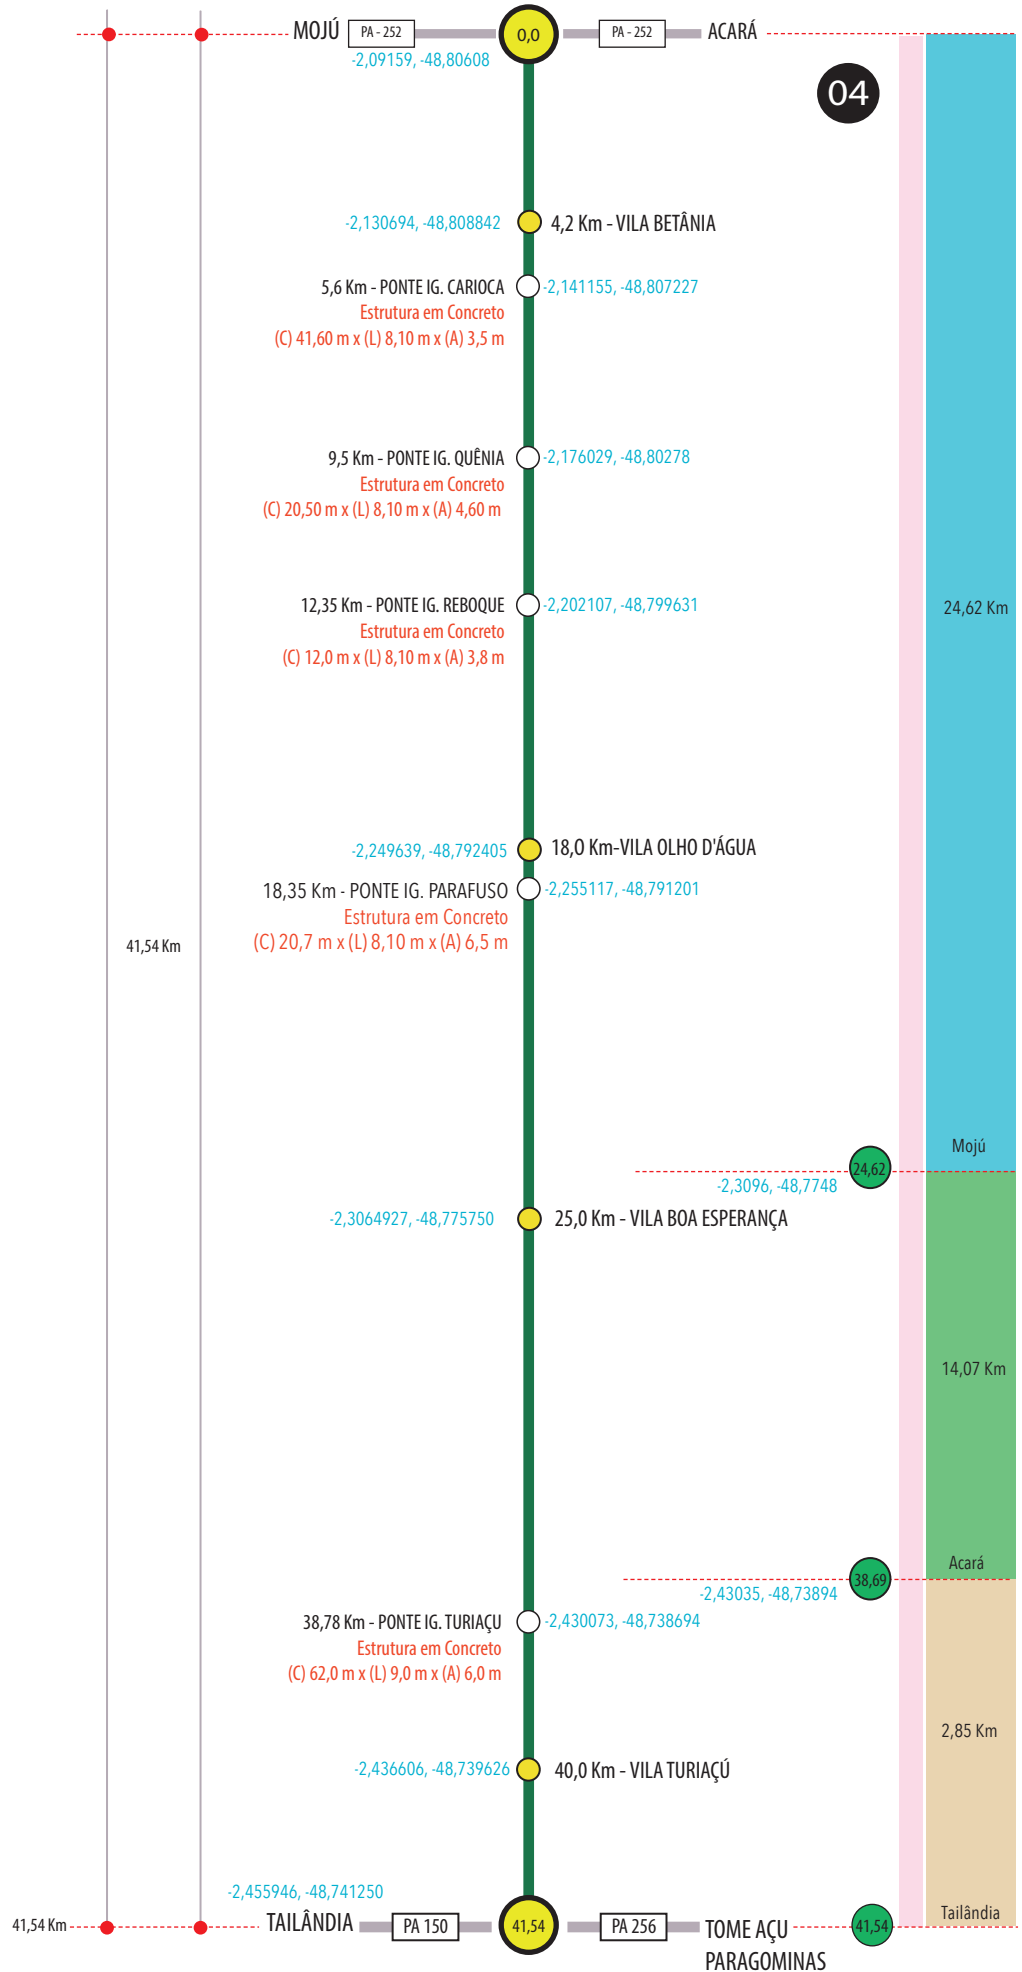 MOJÚ
PA - 252
0,0
PA - 252
ACARÁ
-2,09159, -48,80608
04
-2,130694, -48,808842
4,2 Km - VILA BETÂNIA
5,6 Km - PONTE IG. CARIOCA
-2,141155, -48,807227
Estrutura em Concreto
(C) 41,60 m x (L) 8,10 m x (A) 3,5 m
9,5 Km - PONTE IG. QUÊNIA
-2,176029, -48,80278
Estrutura em Concreto
(C) 20,50 m x (L) 8,10 m x (A) 4,60 m
12,35 Km - PONTE IG. REBOQUE
-2,202107, -48,799631
24,62 Km
Estrutura em Concreto
(C) 12,0 m x (L) 8,10 m x (A) 3,8 m
-2,249639, -48,792405
18,O Km-VILA OLHO D'ÁGUA
18,35 Km - PONTE IG. PARAFUSO
-2,255117, -48,791201
Estrutura em Concreto
(C) 20,7 m x (L) 8,10 m x (A) 6,5 m
41,54 Km
Mojú
24,62
-2,3096, -48,7748
-2,3064927, -48,775750
25,0 Km - VILA BOA ESPERANÇA
14,07 Km
Acará
38,69
-2,43035, -48,73894
38,78 Km - PONTE IG. TURIAÇU
-2,430073, -48,738694
Estrutura em Concreto
(C) 62,0 m x (L) 9,0 m x (A) 6,0 m
2,85 Km
-2,436606, -48,739626
40,0 Km - VILA TURIAÇÚ
-2,455946, -48,741250
Tailândia
41,54 Km
TAILÂNDIA
PA 150
41,54
PA 256
TOME AÇU
41,54
PARAGOMINAS